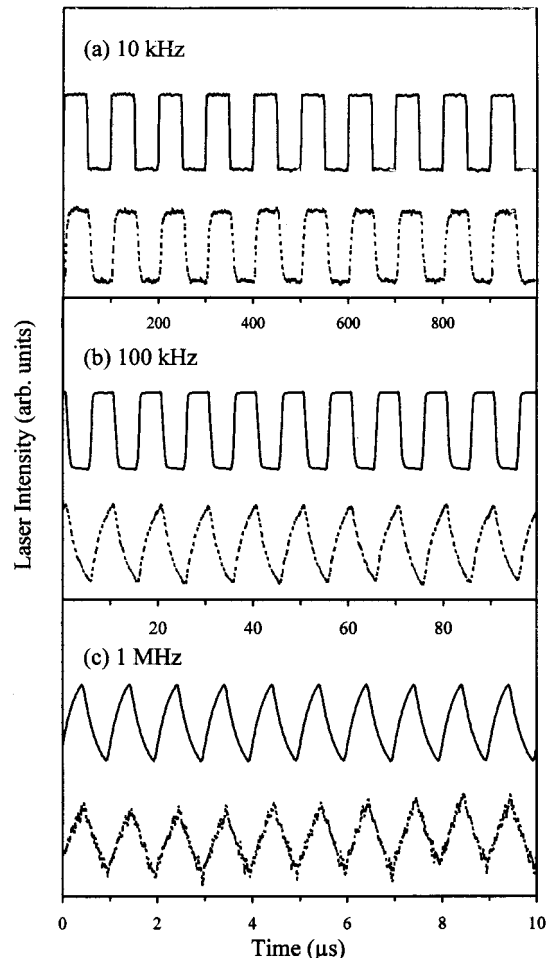 (a) 10 kHz
200 400 600 800
(b) 100 kHz
20 40 60 80
(c) 1 MHz
0 2 4 6 8 10
Time (µs)
Laser Intensity (arb. units)